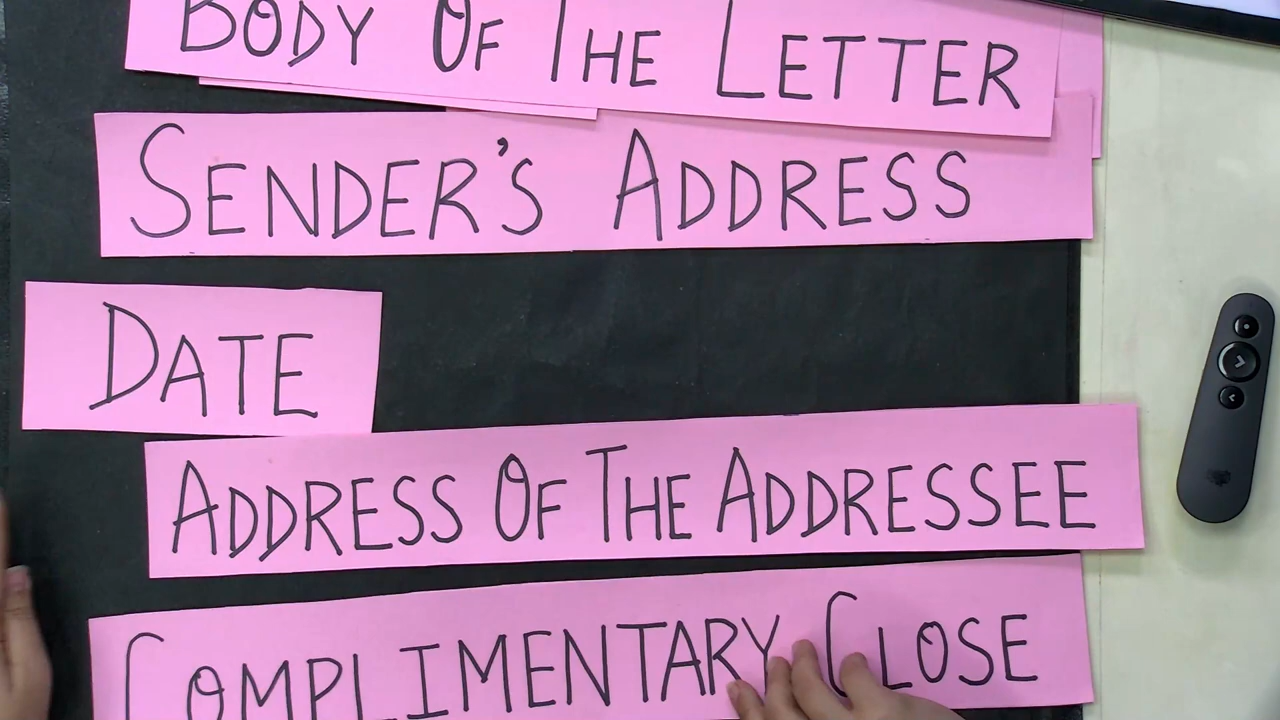 BODY OF THE LETTER
SENDER'S ADDRESS
DATE
ADDRESS OF THE ADDRESSEE
COMPLIMENTARY CLOSE